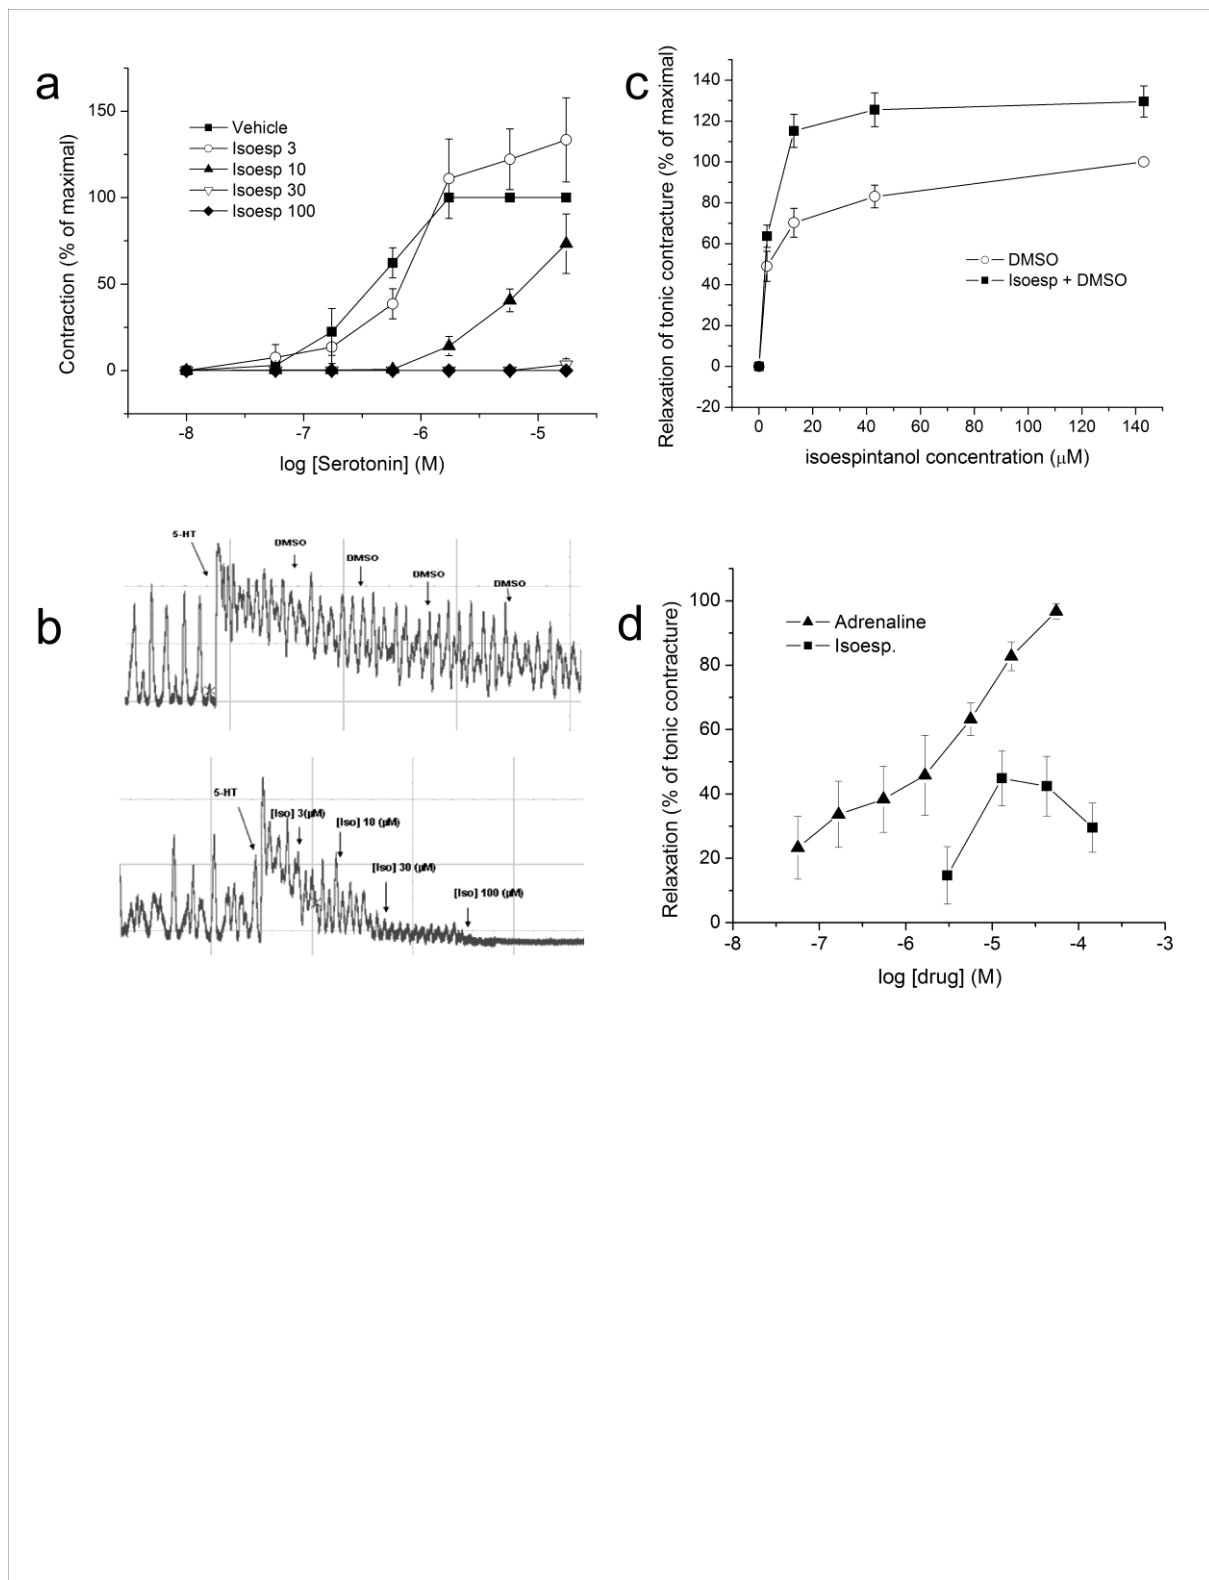 a
Contraction (% of maximal)
150
100
50
0
Vehicle
Isoesp 3
Isoesp 10
Isoesp 30
Isoesp 100
-8
-7
-6
-5
log [Serotonin] (M)
c
Relaxation of tonic contracture (% of maximal)
140
120
100
80
60
40
20
0
-20
DMSO
Isoesp + DMSO
0
20
40
60
80
100
120
140
isoespintanol concentration (μM)
b
5-HT
DMSO
DMSO
DMSO
DMSO
5-HT
[Iso] 3(μM)
[Iso] 10 (μM)
[Iso] 30 (μM)
[Iso] 100 (μM)
d
Relaxation (% of tonic contracture)
100
80
60
40
20
0
Adrenaline
Isoesp.
-8
-7
-6
-5
-4
-3
log [drug] (M)